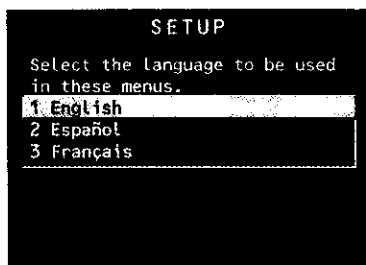 SETUP
Select the language to be used
in these menus.
1 English
2 Español
3 Français